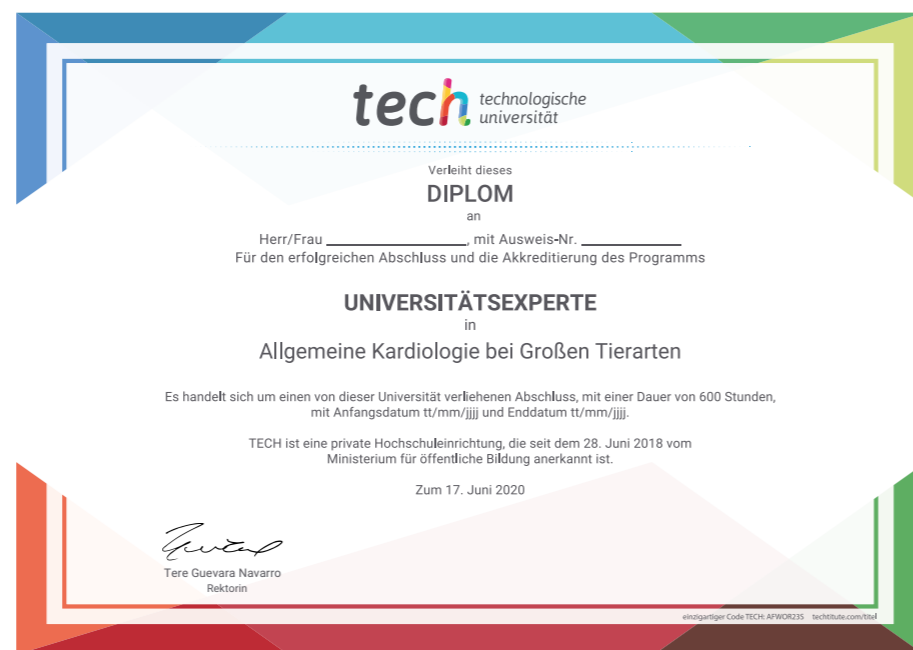 tech technologische
universität
Verleiht dieses
DIPLOM
an
Herr/Frau ____________________, mit Ausweis-Nr. ______________
Für den erfolgreichen Abschluss und die Akkreditierung des Programms
UNIVERSITÄTSEXPERTE
in
Allgemeine Kardiologie bei Großen Tierarten
Es handelt sich um einen von dieser Universität verliehenen Abschluss, mit einer Dauer von 600 Stunden,
mit Anfangsdatum tt/mm/jjjj und Enddatum tt/mm/jjjj.
TECH ist eine private Hochschuleinrichtung, die seit dem 28. Juni 2018 vom
Ministerium für öffentliche Bildung anerkannt ist.
Zum 17. Juni 2020
Tere Guevara Navarro
Rektorin
einzigartiger Code TECH: AFWOR23S techtitute.com/titel